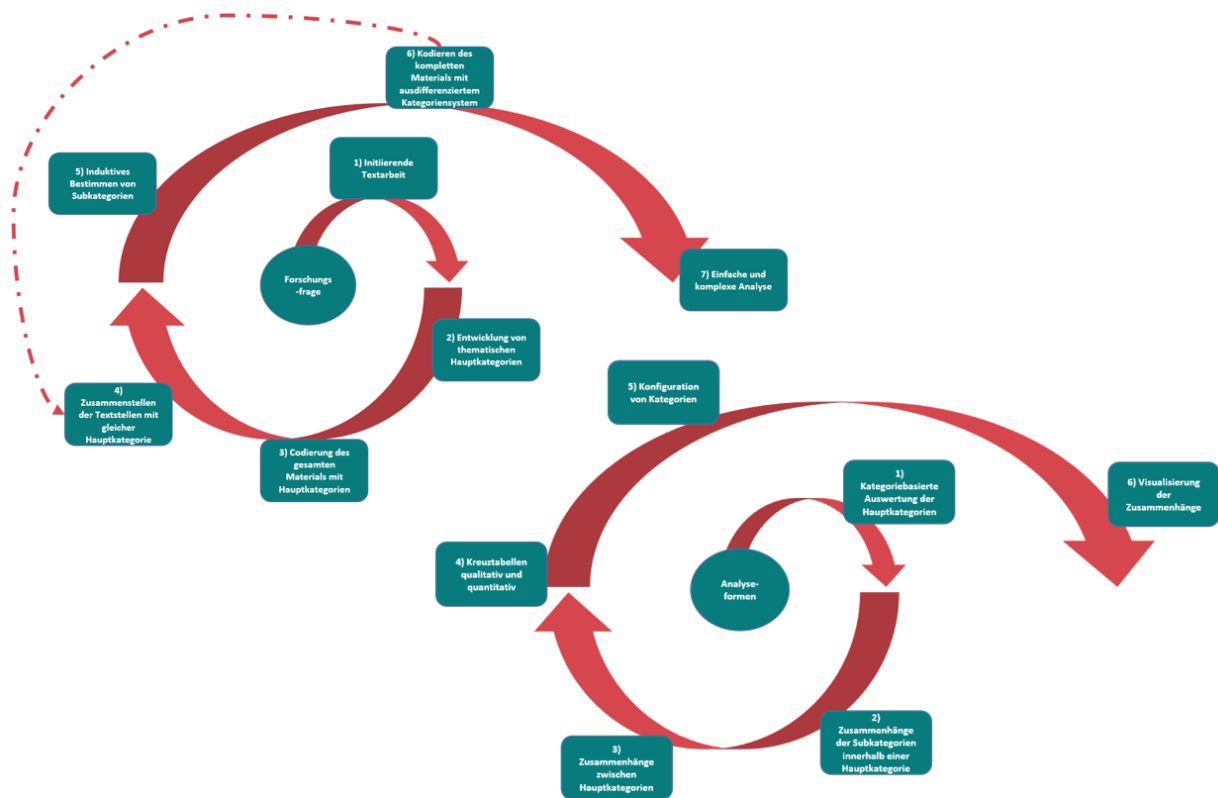 Forschungs
-frage
1) Initiierende
Textarbeit
2) Entwicklung von
thematischen
Hauptkategorien
3) Codierung des
gesamten
Materials mit
Hauptkategorien
4)
Zusammenstellen
der Textstellen mit
gleicher
Hauptkategorie
5) Induktives
Bestimmen von
Subkategorien
6) Kodieren des
kompletten
Materials mit
ausdifferenziertem
Kategoriensystem
7) Einfache und
komplexe Analyse
Analyse-
formen
1)
Kategoriebasierte
Auswertung der
Hauptkategorien
2)
Zusammenhänge
der Subkategorien
innerhalb einer
Hauptkategorie
3)
Zusammenhänge
zwischen
Hauptkategorien
4) Kreuztabellen
qualitativ und
quantitativ
5) Konfiguration
von Kategorien
6) Visualisierung
der
Zusammenhänge